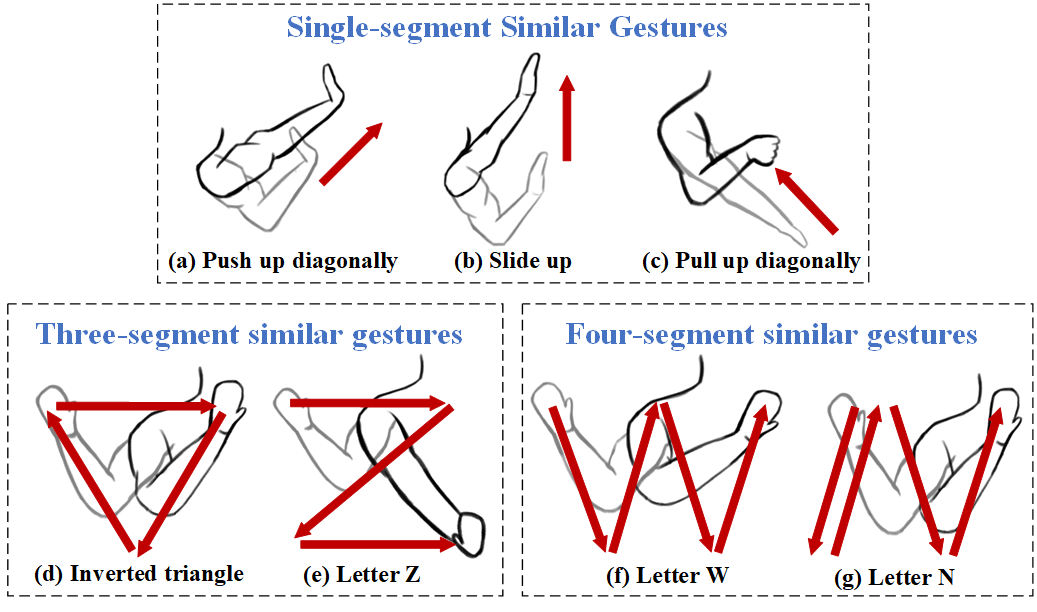 Single-segment Similar Gestures
(a) Push up diagonally
(b) Slide up
(c) Pull up diagonally
Three-segment similar gestures
(d) Inverted triangle
(e) Letter Z
Four-segment similar gestures
(f) Letter W
(g) Letter N